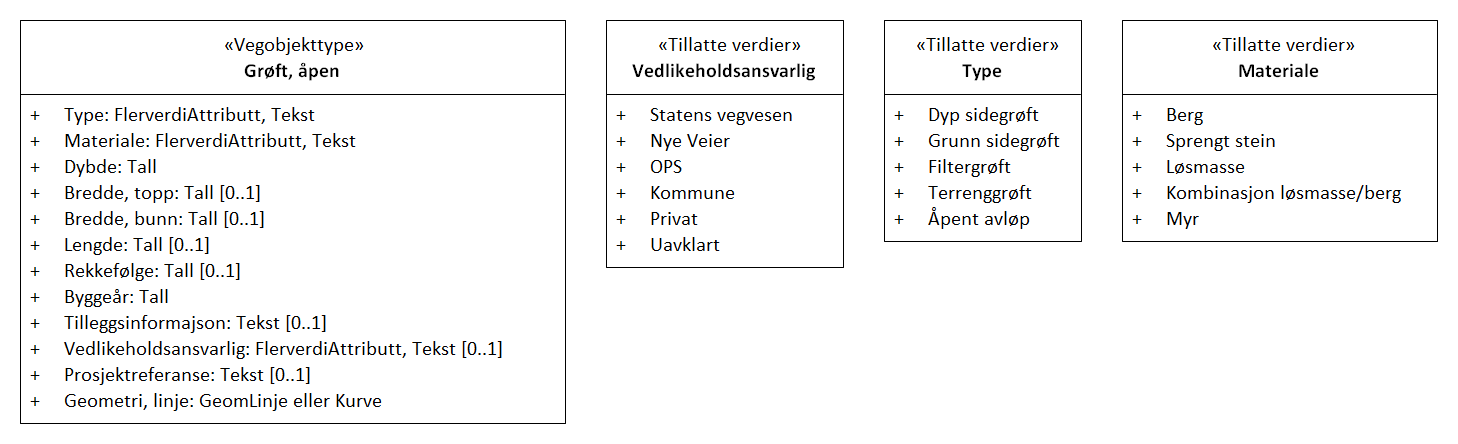 «Vegobjekttype»
Grøft, åpen
+ Type: FlerverdiAttributt, Tekst
+ Materiale: FlerverdiAttributt, Tekst
+ Dybde: Tall
+ Bredde, topp: Tall [0..1]
+ Bredde, bunn: Tall [0..1]
+ Lengde: Tall [0..1]
+ Rekkefølge: Tall [0..1]
+ Byggeår: Tall
+ Tilleggsinformajson: Tekst [0..1]
+ Vedlikeholdsansvarlig: FlerverdiAttributt, Tekst [0..1]
+ Prosjektreferanse: Tekst [0..1]
+ Geometri, linje: GeomLinje eller Kurve
«Tillatte verdier»
Vedlikeholdsansvarlig
+ Statens vegvesen
+ Nye Veier
+ OPS
+ Kommune
+ Privat
+ Uavklart
«Tillatte verdier»
Type
+ Dyp sidegrøft
+ Grunn sidegrøft
+ Filtergrøft
+ Terrenggrøft
+ Åpent avløp
«Tillatte verdier»
Materiale
+ Berg
+ Sprengt stein
+ Løsmasse
+ Kombinasjon løsmasse/berg
+ Myr